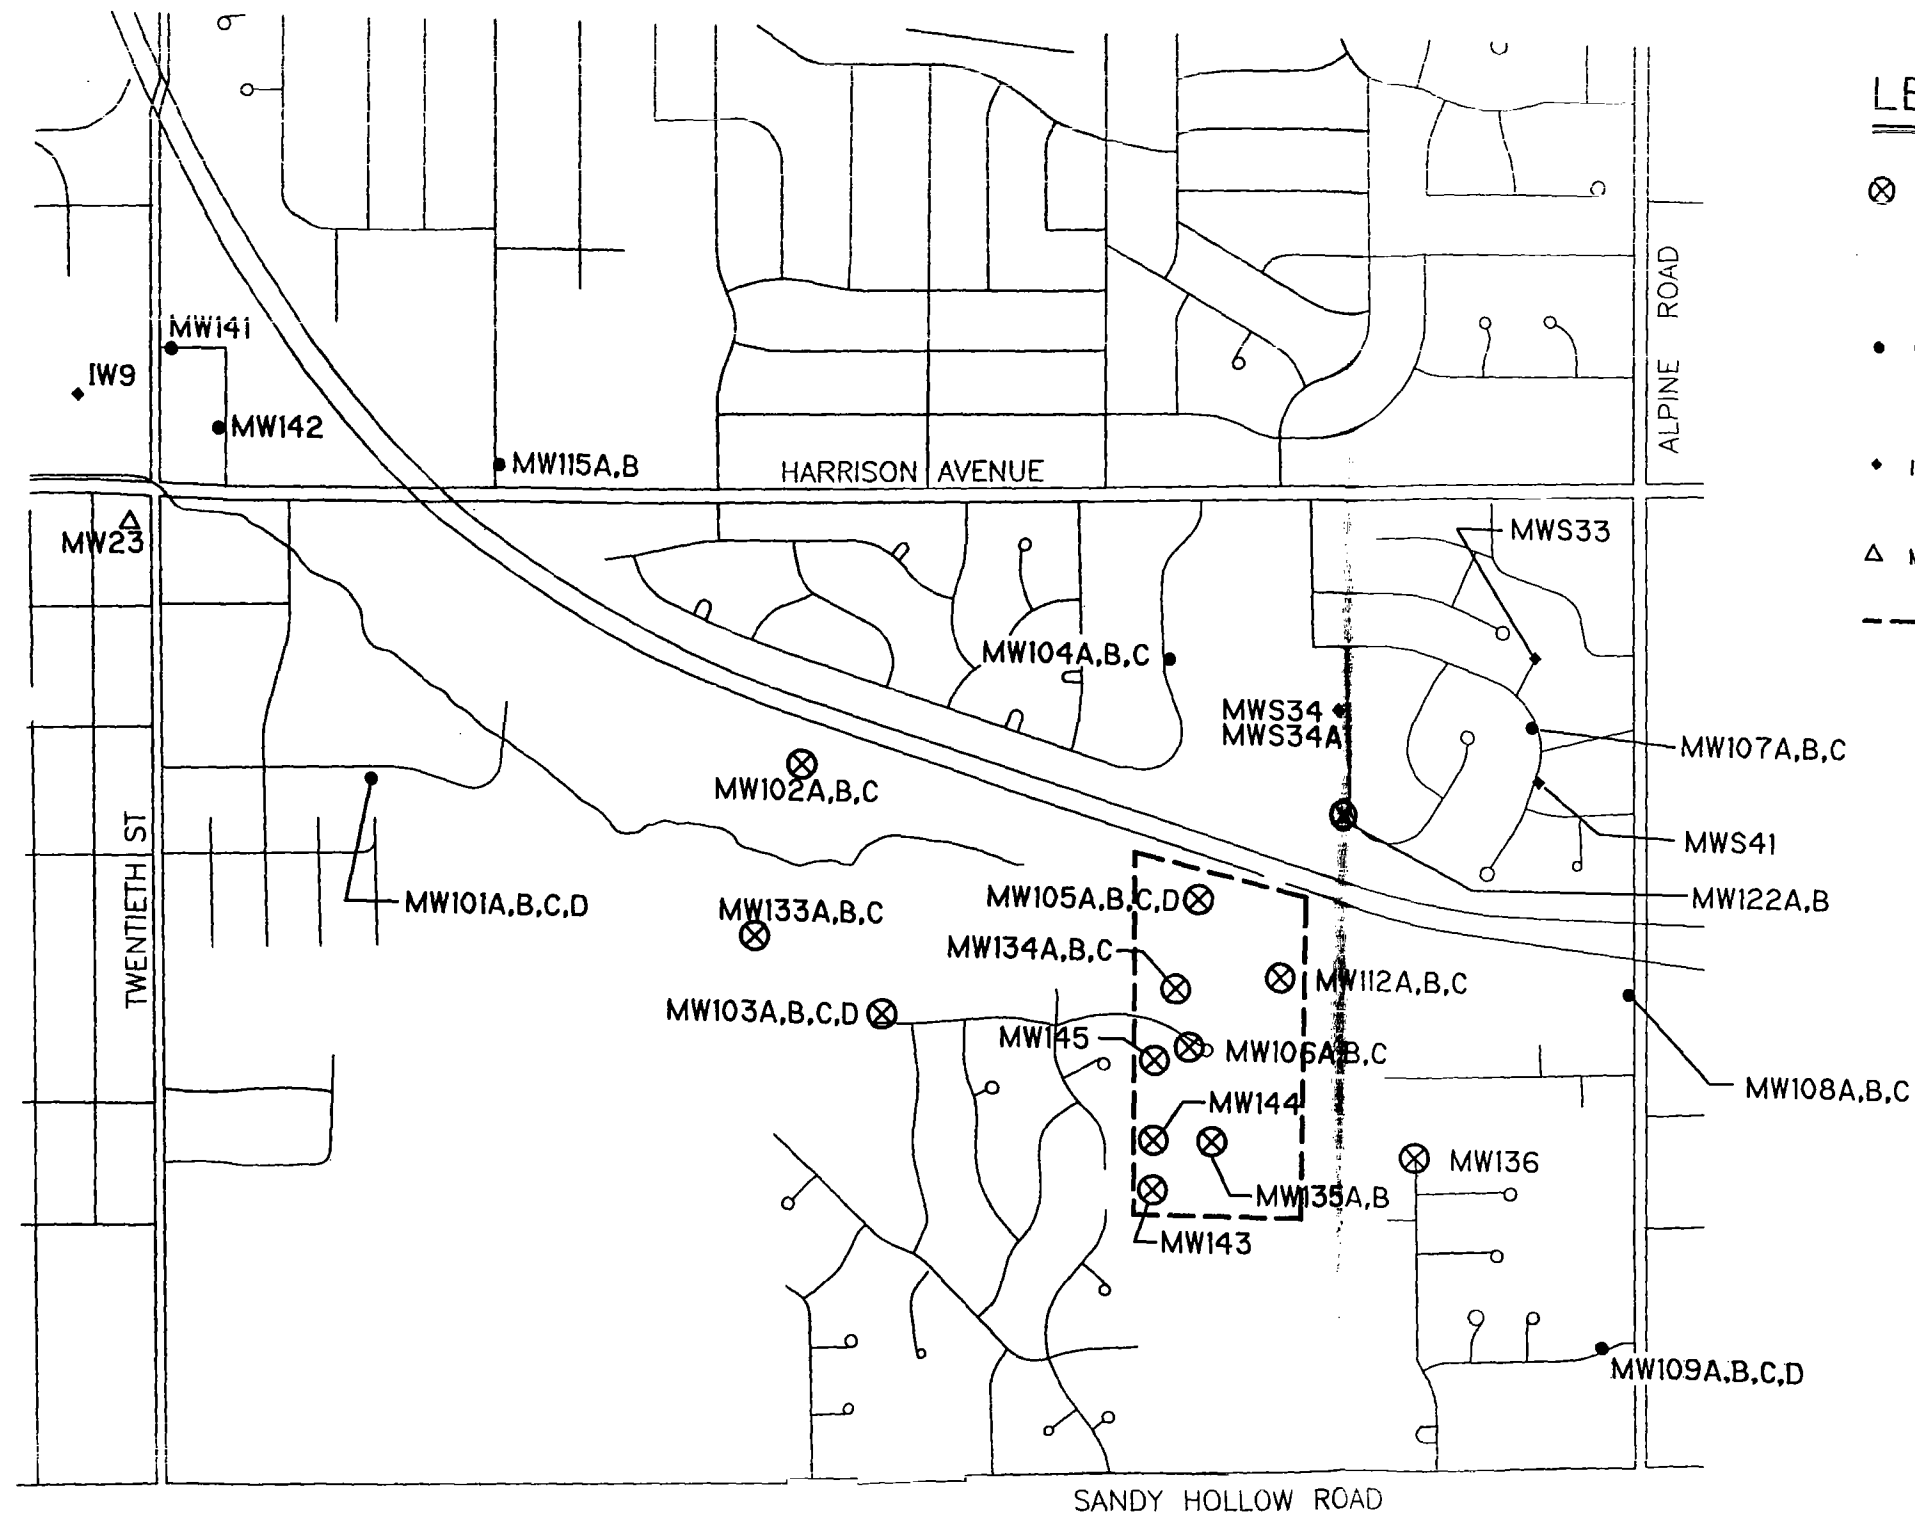 LE
ALPINE ROAD
MW141
IW9
MW142
MW115A,B
HARRISON AVENUE
MW23
MWS33
MW104A,B,C
MWS34
MWS34A
MW107A,B,C
MW102A,B,C
MWS41
TWENTIETH ST
MW101A,B,C,D
MW122A,B
MW105A,B,C,D
MW133A,B,C
MW134A,B,C
MW112A,B,C
MW103A,B,C,D
MW145
MW106A,B,C
MW108A,B,C
MW144
MW136
MW135A,B
MW143
MW109A,B,C,D
SANDY HOLLOW ROAD